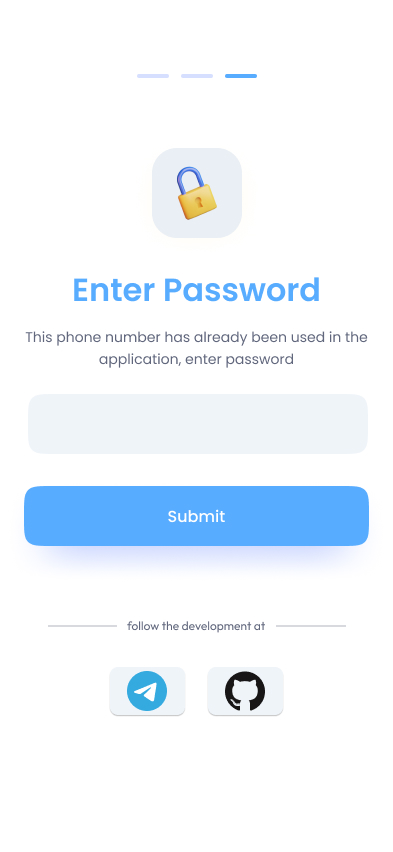 Enter Password
This phone number has already been used in the
application, enter password
Submit
follow the development at